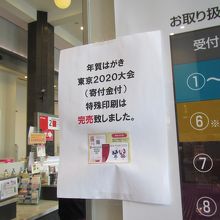 年賀はがき
東京2020大会
(寄付金付)
特殊印刷は
完売致しました。
お取り扱
受付
①～
⑥
⑦
⑧